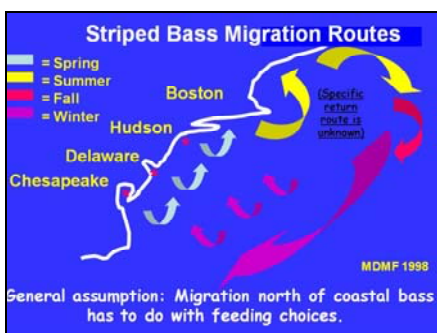 Striped Bass Migration Routes
= Spring
= Summer
= Fall
= Winter
Boston
Hudson
Delaware
Chesapeake
(Specific
return
route is
unknown)
MDMF 1998
General assumption: Migration north of coastal bass
has to do with feeding choices.